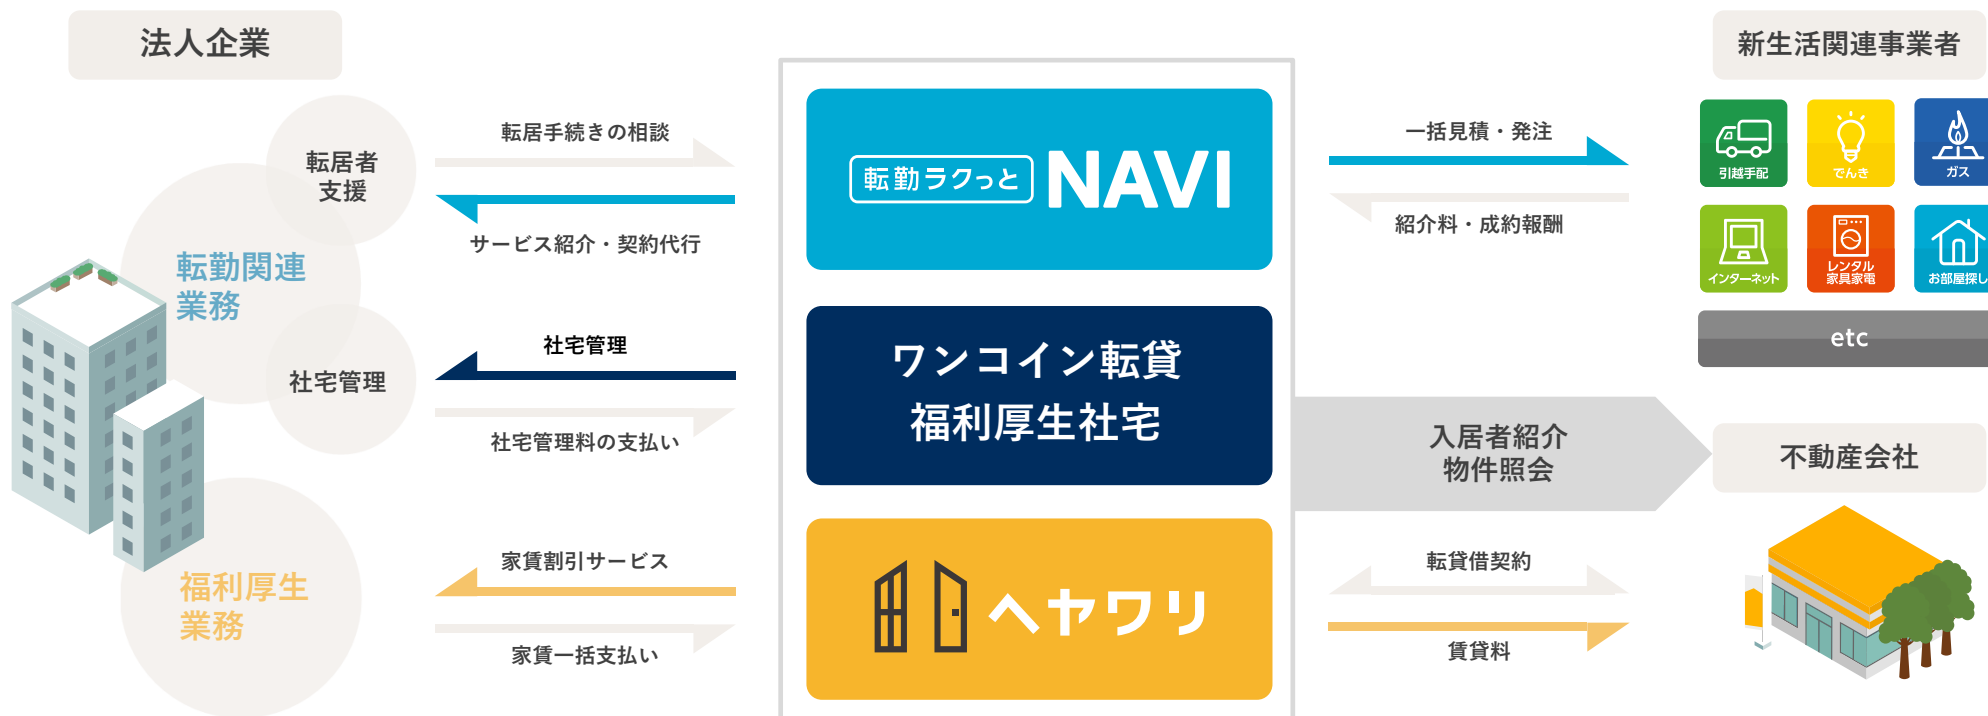 法人企業
転居者
支援
転勤関連
業務
社宅管理
福利厚生
業務
転居手続きの相談
サービス紹介・契約代行
社宅管理
社宅管理料の支払い
家賃割引サービス
家賃一括支払い
転勤ラクっと NAVI
ワンコイン転貸
福利厚生社宅
ヘヤワリ
一括見積・発注
紹介料・成約報酬
入居者紹介
物件照会
転貸借契約
賃貸料
新生活関連事業者
引越手配
でんき
ガス
インターネット
レンタル
家具家電
お部屋探し
etc
不動産会社